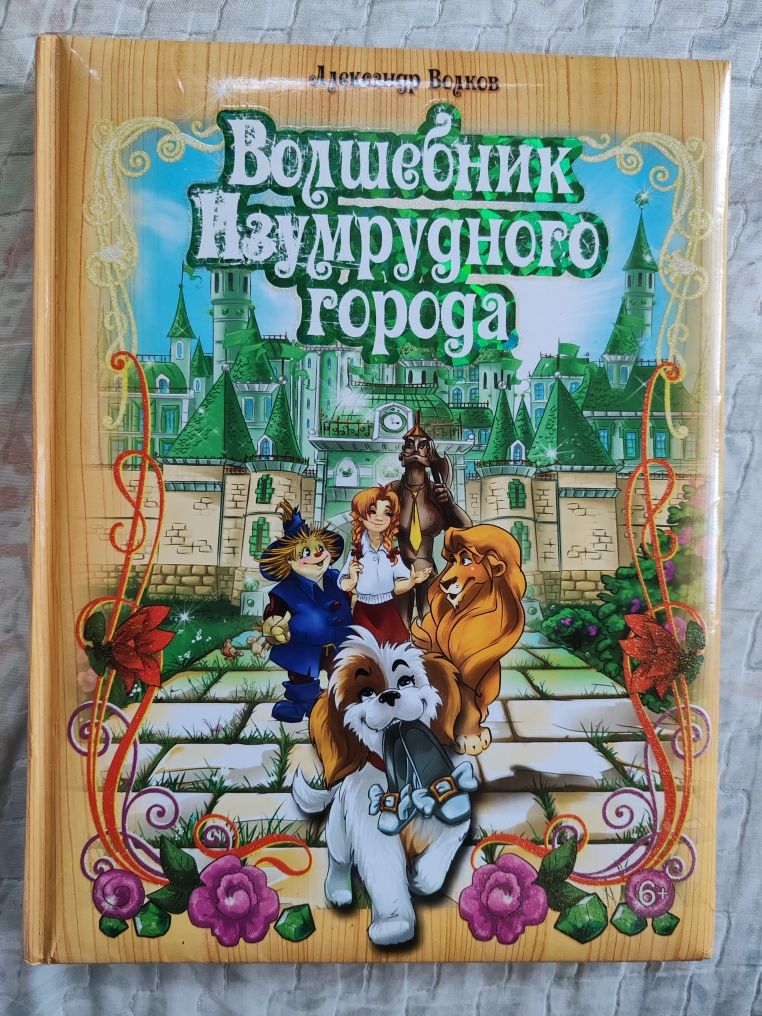 Александр Волков
Волшебник
Изумрудного
города
6+